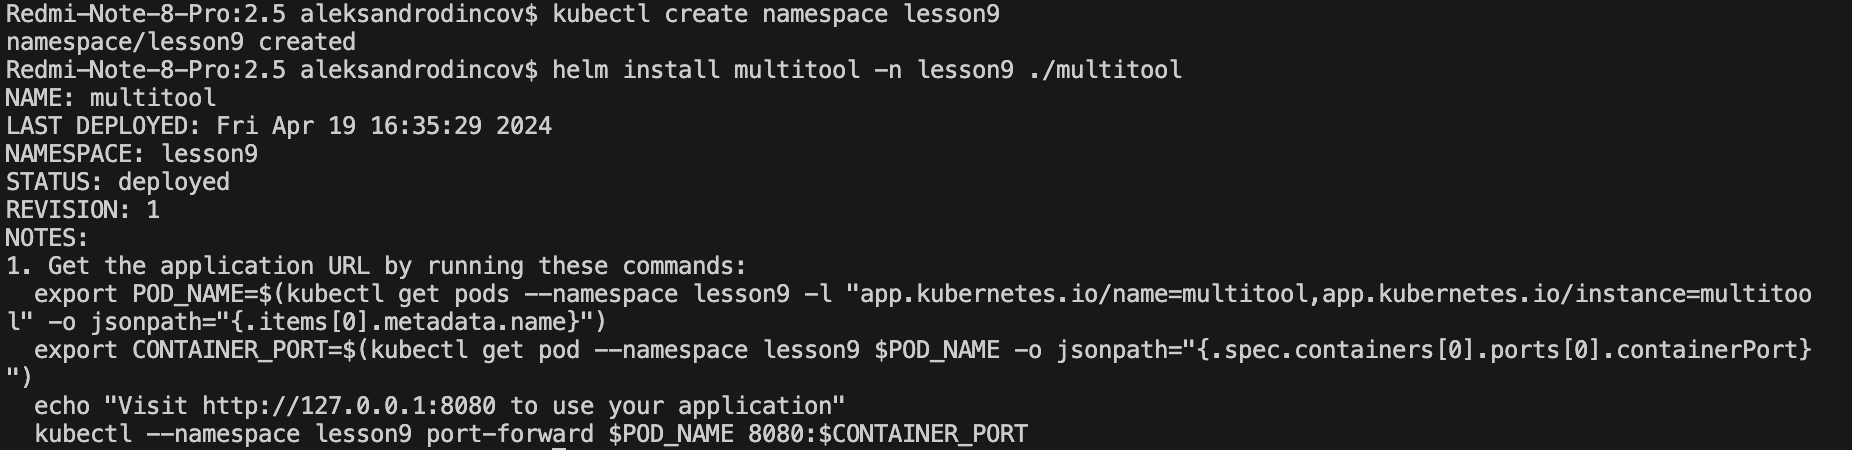 Redmi-Note-8-Pro:2.5 aleksandrodincov$ kubectl create namespace lesson9
namespace/lesson9 created
Redmi-Note-8-Pro:2.5 aleksandrodincov$ helm install multitool -n lesson9 ./multitool
NAME: multitool
LAST DEPLOYED: Fri Apr 19 16:35:29 2024
NAMESPACE: lesson9
STATUS: deployed
REVISION: 1
NOTES:
1. Get the application URL by running these commands:
  export POD_NAME=$(kubectl get pods --namespace lesson9 -l "app.kubernetes.io/name=multitool,app.kubernetes.io/instance=multitoo
l" -o jsonpath="{.items[0].metadata.name}")
  export CONTAINER_PORT=$(kubectl get pod --namespace lesson9 $POD_NAME -o jsonpath="{.spec.containers[0].ports[0].containerPort}
")
  echo "Visit http://127.0.0.1:8080 to use your application"
  kubectl --namespace lesson9 port-forward $POD_NAME 8080:$CONTAINER_PORT